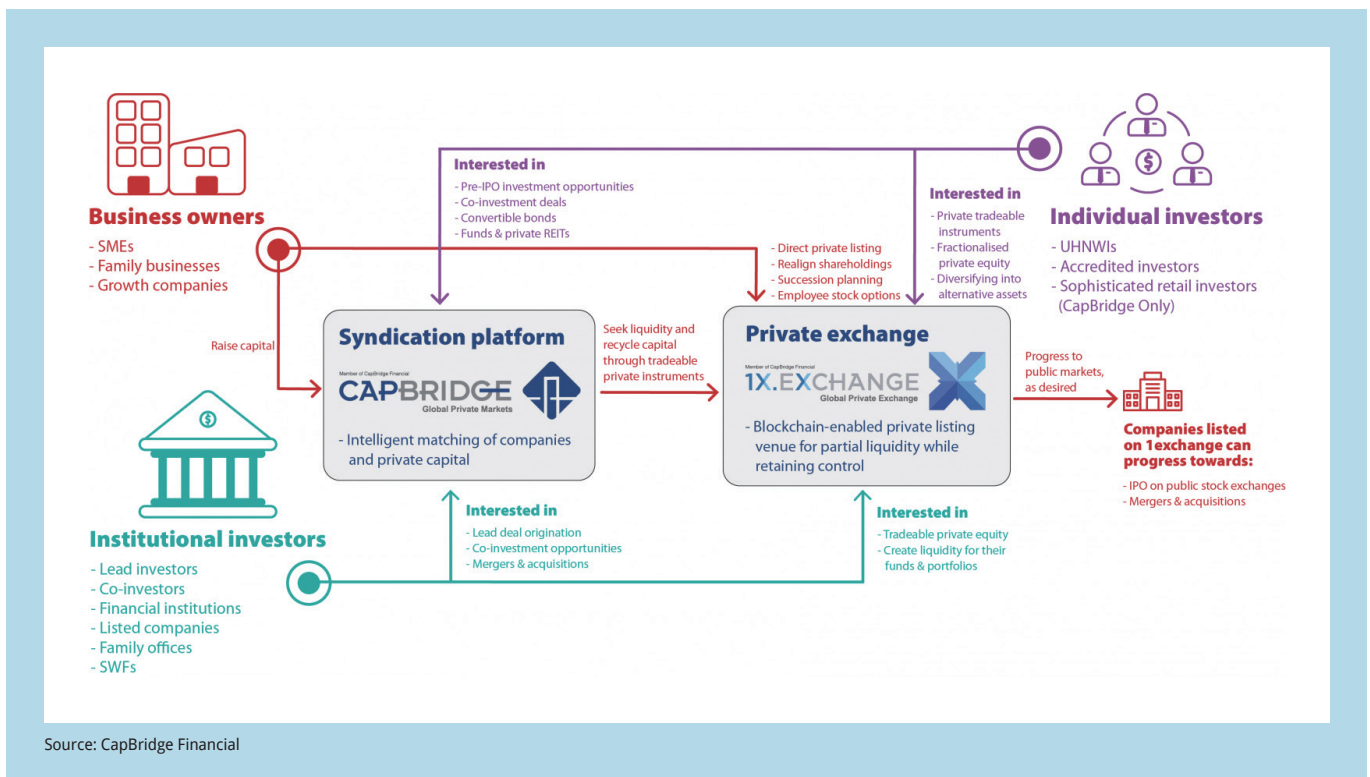 Business owners
- SMEs
- Family businesses
- Growth companies
Raise capital
Institutional investors
- Lead investors
- Co-investors
- Financial institutions
- Listed companies
- Family offices
- SWFs
Interested in
- Pre-IPO investment opportunities
- Co-investment deals
- Convertible bonds
- Funds & private REITs
Syndication platform
Member of CapBridge Financial
CAPBRIDGE
Global Private Markets
- Intelligent matching of companies
and private capital
Interested in
- Lead deal origination
- Co-investment opportunities
- Mergers & acquisitions
Seek liquidity and
recycle capital
through tradeable
private instruments
- Direct private listing
- Realign shareholdings
- Succession planning
- Employee stock options
Interested in
- Private tradeable
instruments
- Fractionalised
private equity
- Diversifying into
alternative assets
Private exchange
Member of CapBridge Financial
1X.EXCHANGE
Global Private Exchange
- Blockchain-enabled private listing
venue for partial liquidity while
retaining control
Interested in
- Tradeable private equity
- Create liquidity for their
funds & portfolios
$
Individual investors
- UHNWIs
- Accredited investors
- Sophisticated retail investors
(CapBridge Only)
Progress to
public markets,
as desired
Companies listed
on 1exchange can
progress towards:
- IPO on public stock exchanges
- Mergers & acquisitions
$
Source: CapBridge Financial